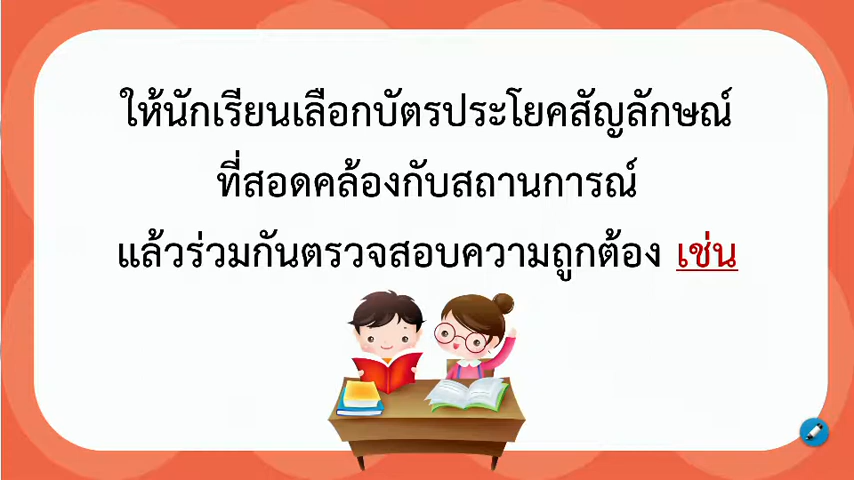 ให้นักเรียนเลือกบัตรประโยคสัญลักษณ์
ที่สอดคล้องกับสถานการณ์
แล้วร่วมกันตรวจสอบความถูกต้อง เช่น